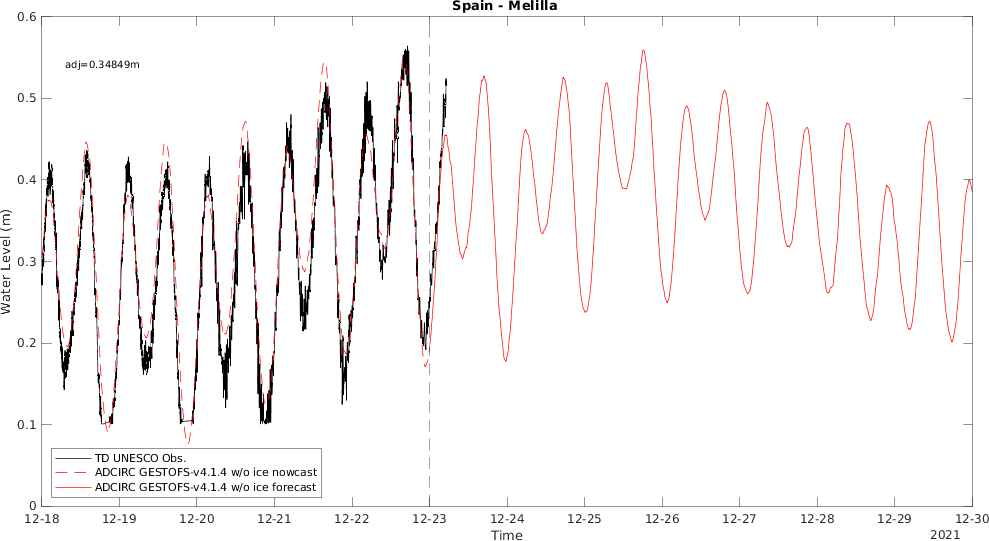 Spain - Melilla
adj=0.34849m
Water Level (m)
0.6
0.5
0.4
0.3
0.2
0.1
0
TD UNESCO Obs.
ADCIRC GESTOFS-v4.1.4 w/o ice nowcast
ADCIRC GESTOFS-v4.1.4 w/o ice forecast
12-18 12-19 12-20 12-21 12-22 12-23 12-24 12-25 12-26 12-27 12-28 12-29 12-30
Time
2021